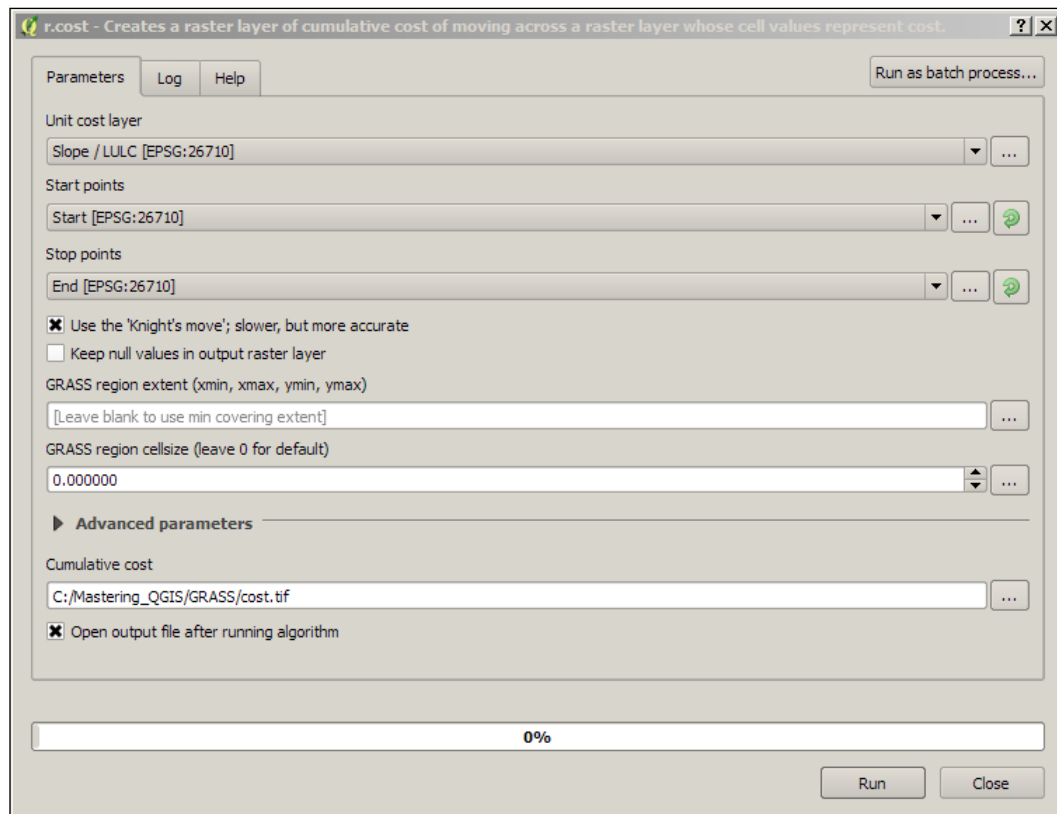 r.cost - Creates a raster layer of cumulative cost of moving across a raster layer whose cell values represent cost.
Parameters
Log
Help
Run as batch process...
Unit cost layer
Slope / LULC [EPSG:26710]
...
Start points
Start [EPSG:26710]
...
Stop points
End [EPSG:26710]
...
Use the 'Knight's move'; slower, but more accurate
Keep null values in output raster layer
GRASS region extent (xmin, xmax, ymin, ymax)
[Leave blank to use min covering extent]
...
GRASS region cellsize (leave 0 for default)
0.000000
...
Advanced parameters
Cumulative cost
C:/Mastering_QGIS/GRASS/cost.tif
...
Open output file after running algorithm
0%
Run
Close